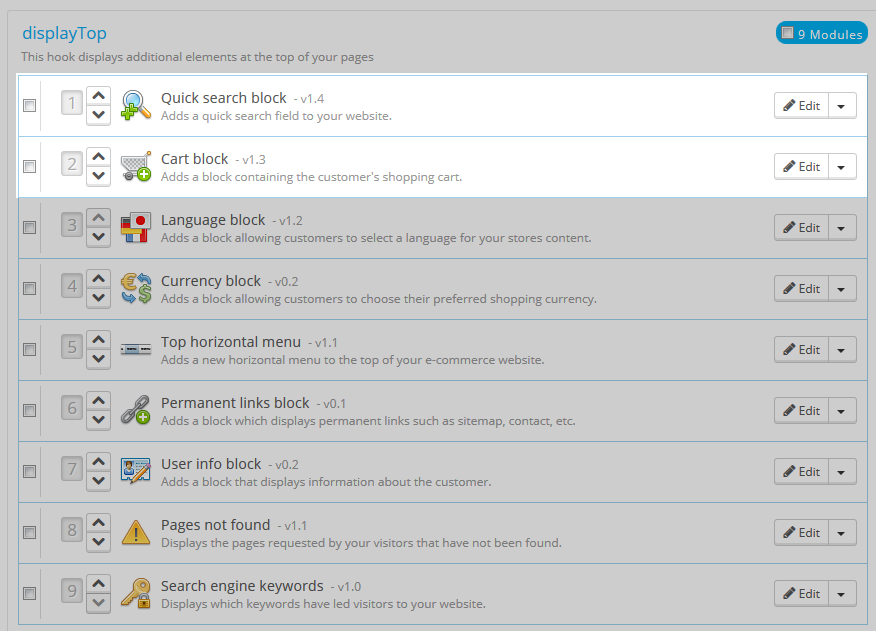 displayTop
9 Modules
This hook displays additional elements at the top of your pages
1
Quick search block - v1.4
Adds a quick search field to your website.
Edit
2
Cart block - v1.3
Adds a block containing the customer's shopping cart.
Edit
3
Language block - v1.2
Adds a block allowing customers to select a language for your stores content.
Edit
4
Currency block - v0.2
Adds a block allowing customers to choose their preferred shopping currency.
Edit
5
Top horizontal menu - v1.1
Adds a new horizontal menu to the top of your e-commerce website.
Edit
6
Permanent links block - v0.1
Adds a block which displays permanent links such as sitemap, contact, etc.
Edit
7
User info block - v0.2
Adds a block that displays information about the customer.
Edit
8
Pages not found - v1.1
Displays the pages requested by your visitors that have not been found.
Edit
9
Search engine keywords - v1.0
Displays which keywords have led visitors to your website.
Edit